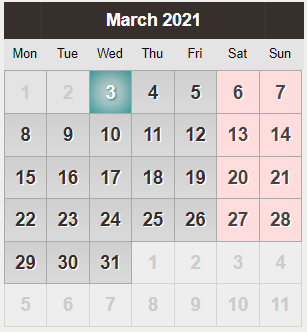 March 2021
Mon Tue Wed Thu Fri Sat Sun
1 2 3 4 5 6 7
8 9 10 11 12 13 14
15 16 17 18 19 20 21
22 23 24 25 26 27 28
29 30 31 1 2 3 4
5 6 7 8 9 10 11